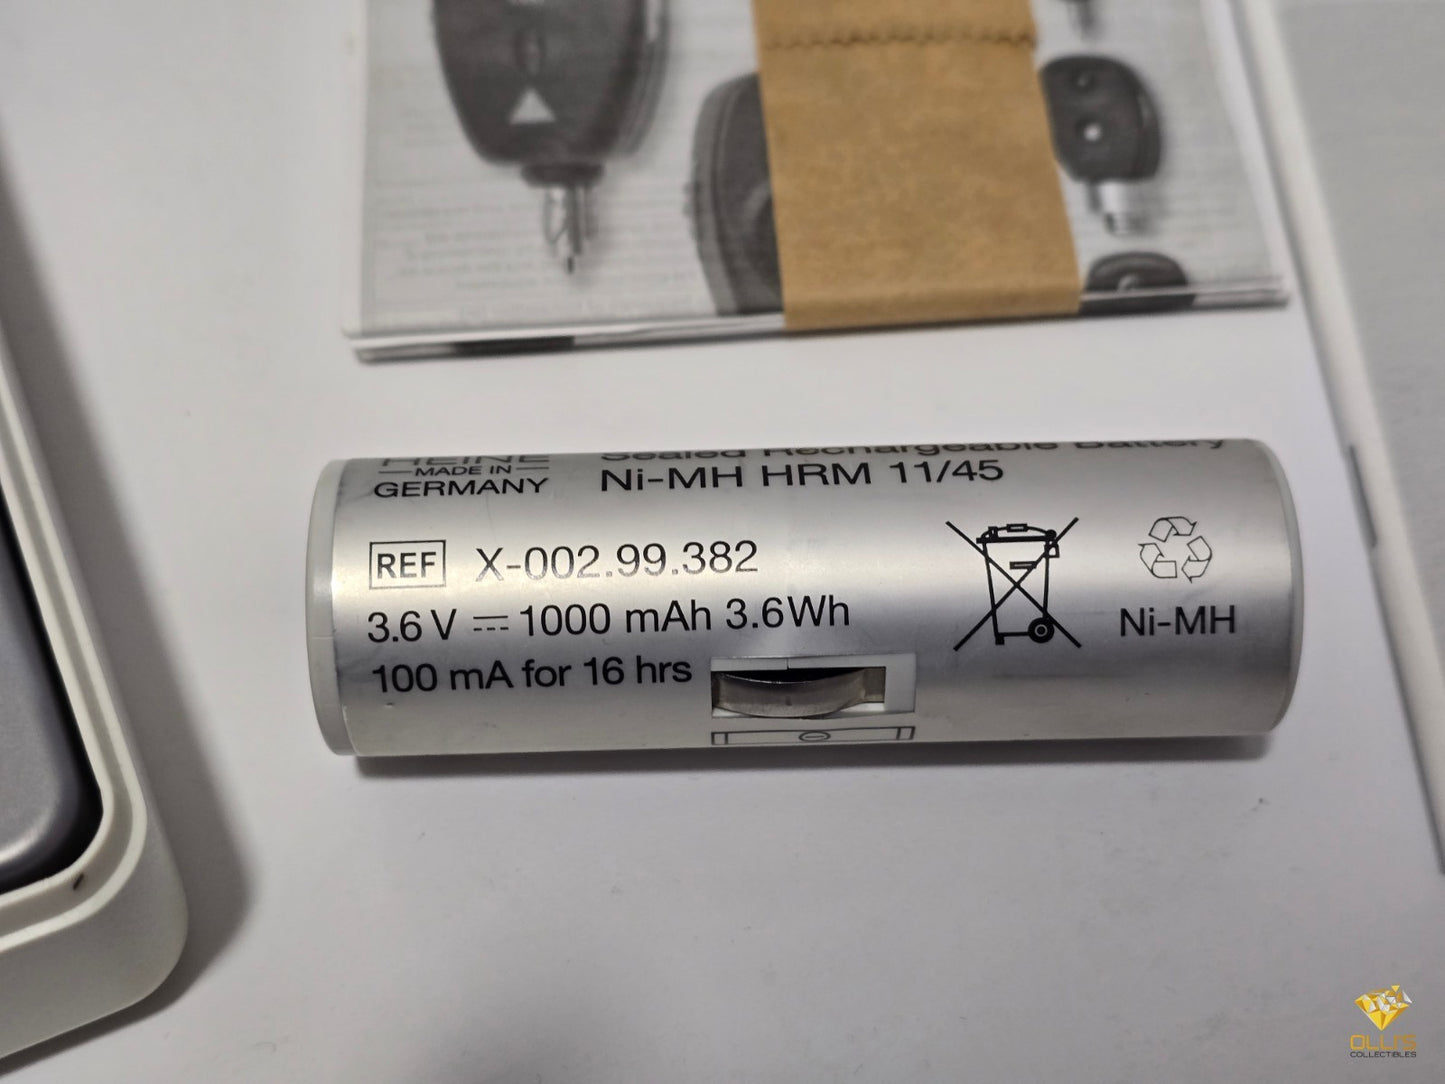 HEINE
MADE IN
GERMANY
Sealed Rechargeable Battery
Ni-MH HRM 11/45
REF X-002.99.382
3.6 V 1000 mAh 3.6Wh
100 mA for 16 hrs
Ni-MH
OLLI'S
COLLECTIBLES